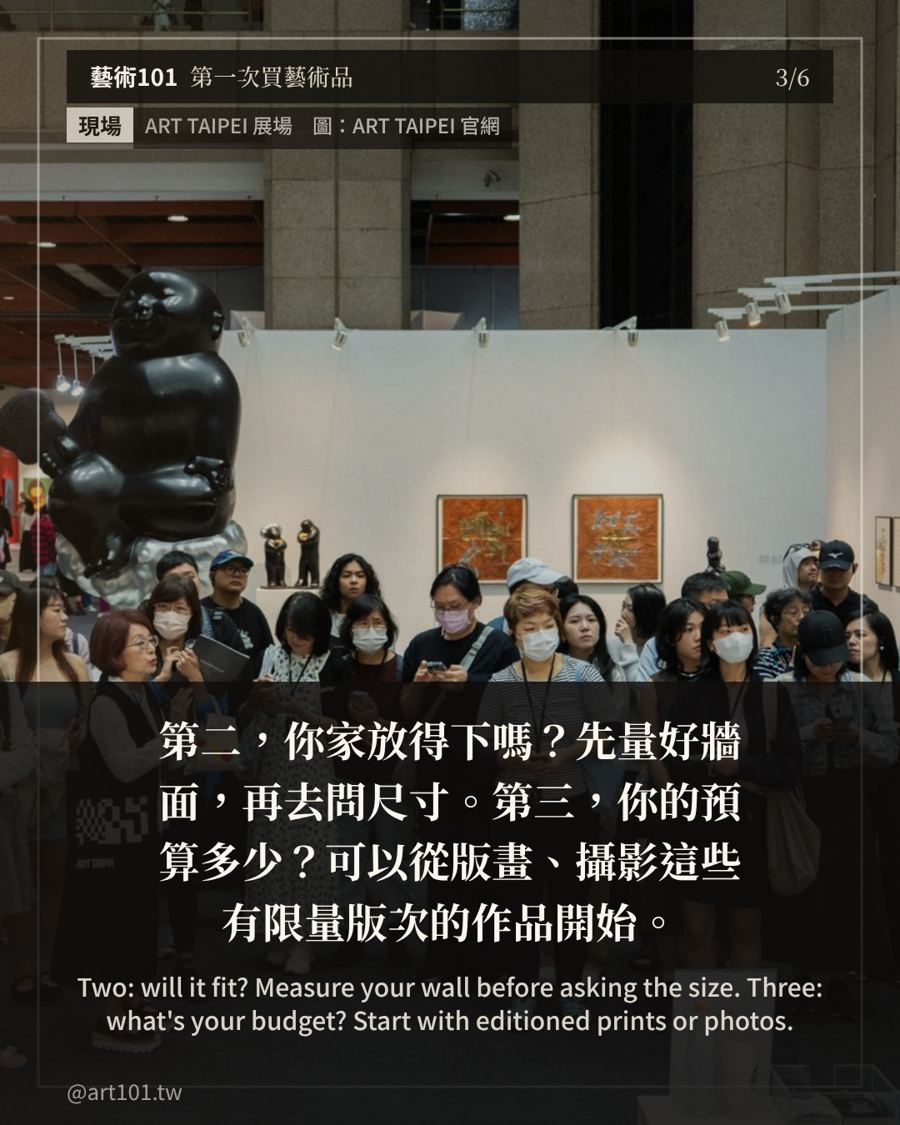 藝術101 第一次買藝術品
3/6
現場 ART TAIPEI 展場 圖：ART TAIPEI 官網
第二，你家放得下嗎？先量好牆
面，再去問尺寸。第三，你的預
算多少？可以從版畫、攝影這些
有限量版次的作品開始。
Two: will it fit? Measure your wall before asking the size. Three:
what's your budget? Start with editioned prints or photos.
ART TAIPEI
@art101.tw